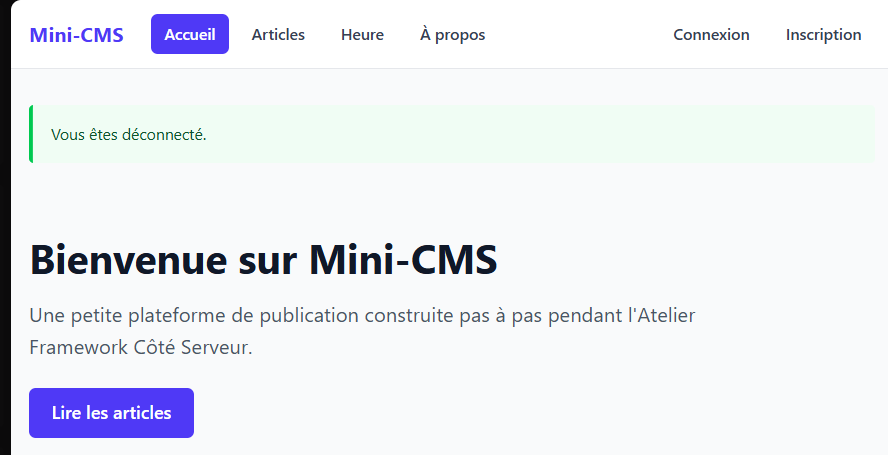 Mini-CMS Accueil Articles Heure À propos Connexion Inscription
Vous êtes déconnecté.
Bienvenue sur Mini-CMS
Une petite plateforme de publication construite pas à pas pendant l'Atelier
Framework Côté Serveur.
Lire les articles